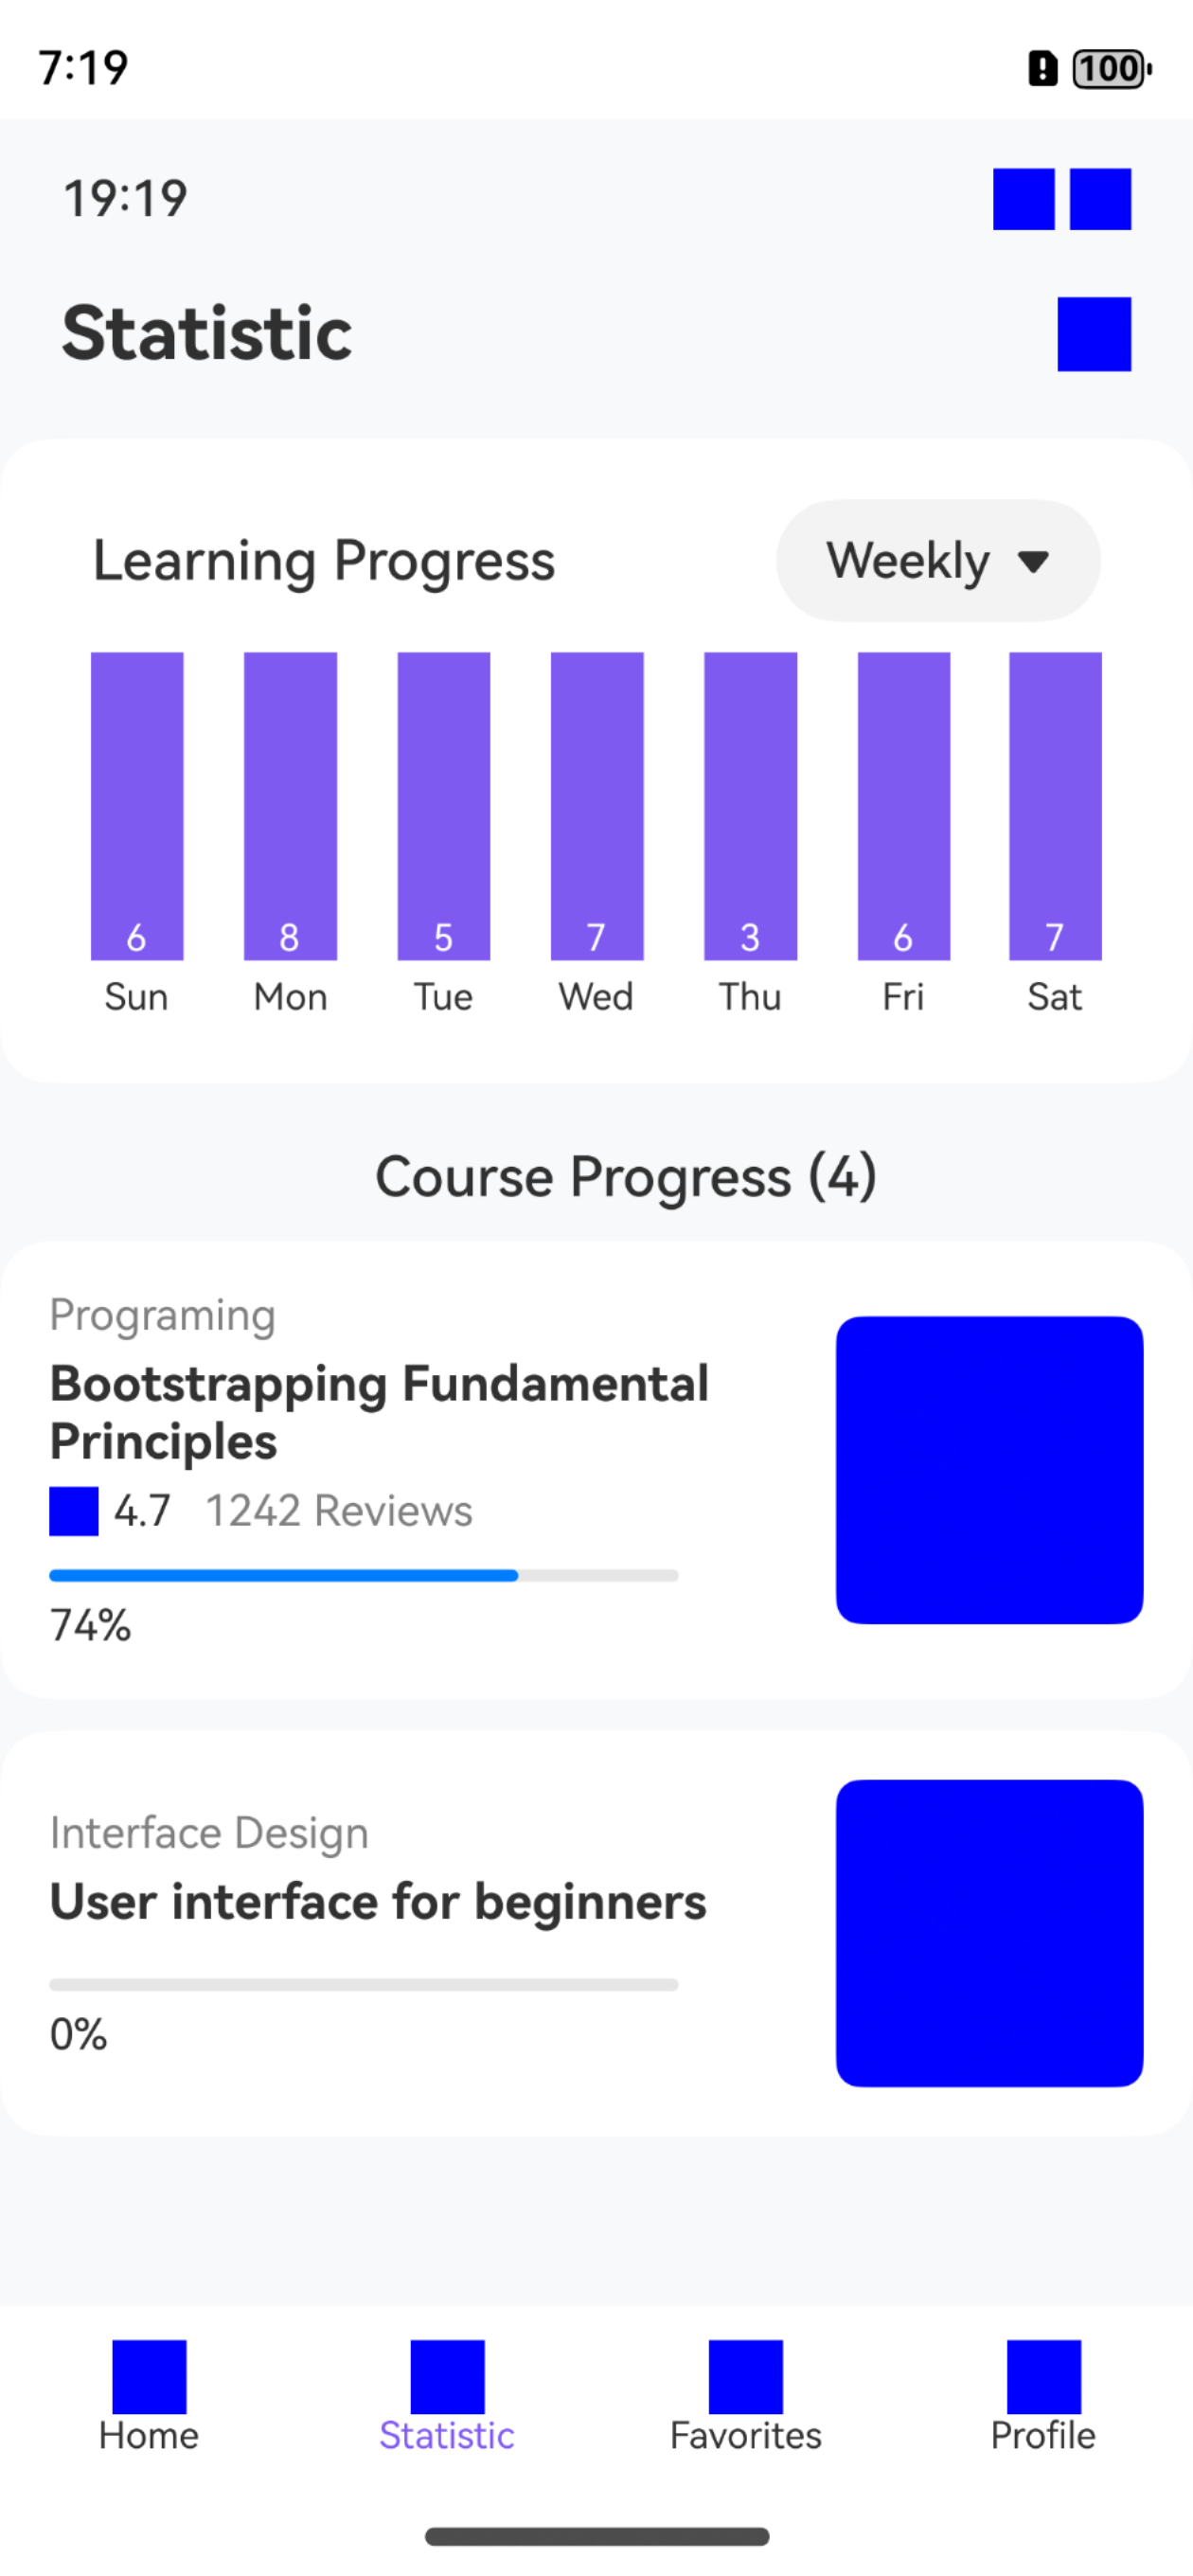 7:19
100
19:19
Statistic
Learning Progress
Weekly
6 8 5 7 3 6 7
Sun Mon Tue Wed Thu Fri Sat
Course Progress (4)
Programing
Bootstrapping Fundamental
Principles
4.7 1242 Reviews
74%
Interface Design
User interface for beginners
0%
Home Statistic Favorites Profile